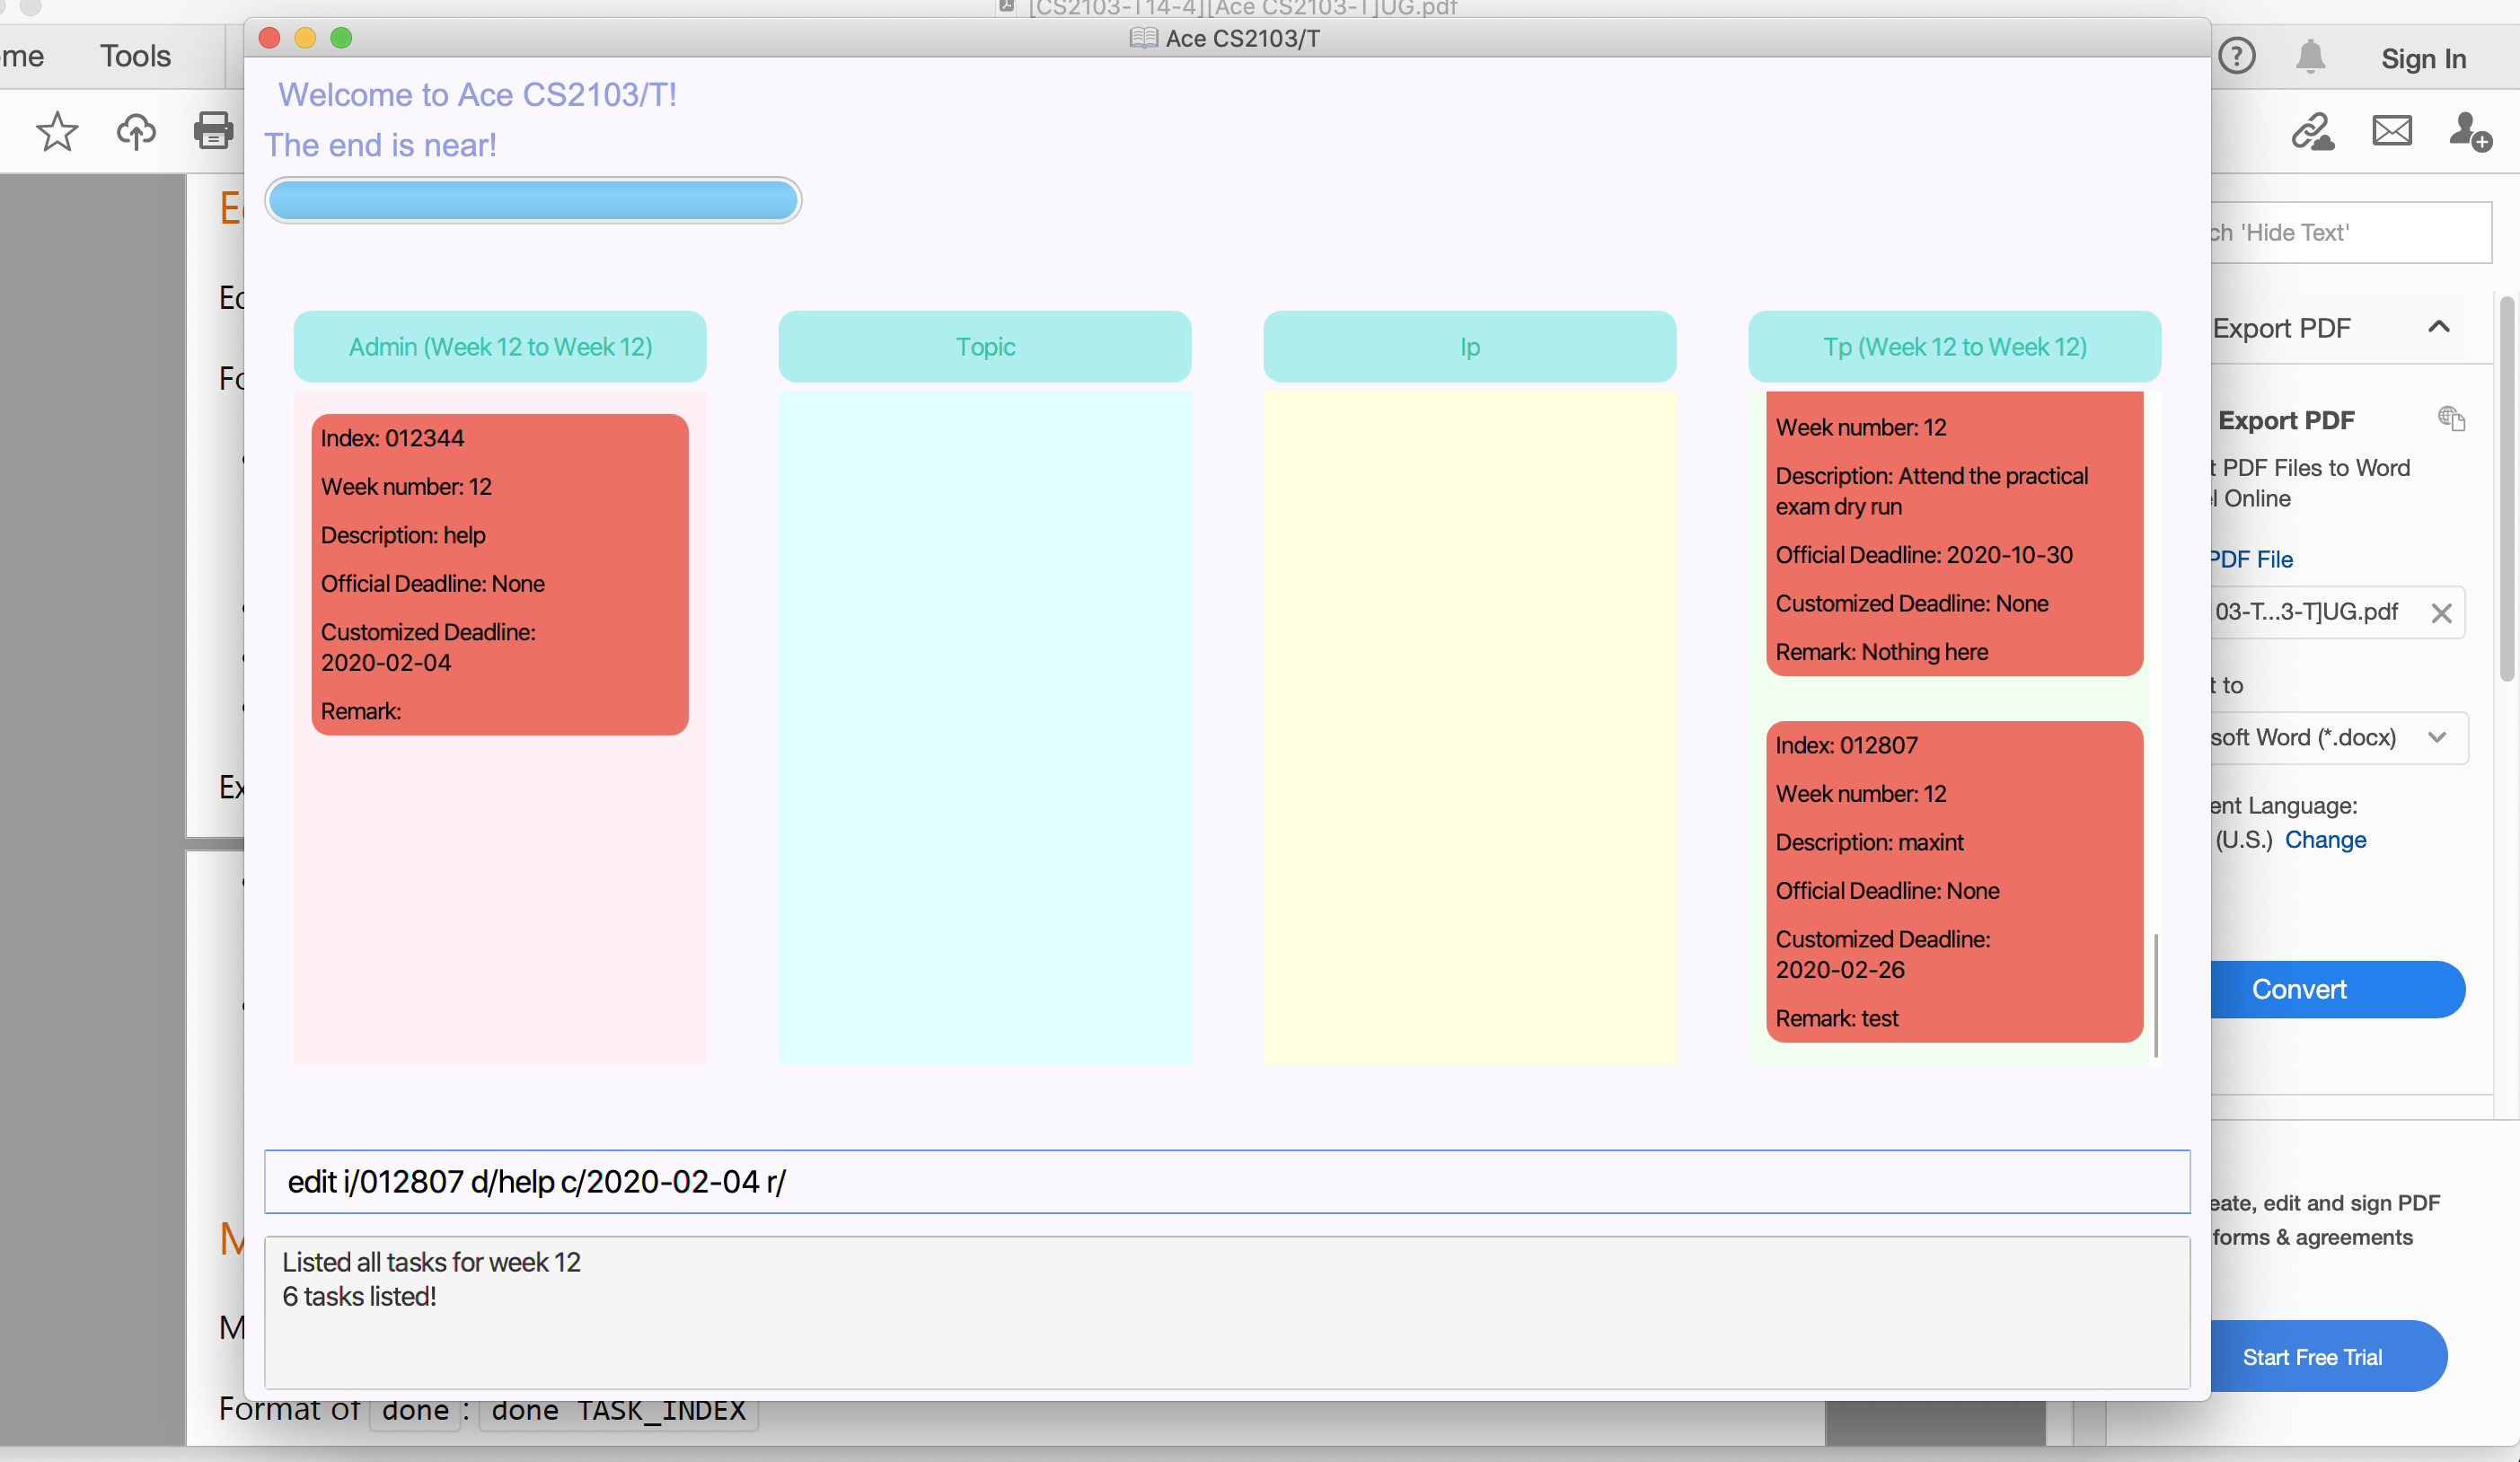 [CS2103-T14-4][Ace CS2103-T]UG.pdf
Ace CS2103/T
Tools
Sign In
Welcome to Ace CS2103/T!
The end is near!
'Hide Text'
Export PDF
Admin (Week 12 to Week 12)
Topic
Ip
Tp (Week 12 to Week 12)
Index: 012344
Week number: 12
Description: help
Official Deadline: None
Customized Deadline:
2020-02-04
Remark:
Week number: 12
Description: Attend the practical
exam dry run
Official Deadline: 2020-10-30
Customized Deadline: None
Remark: Nothing here
Index: 012807
Week number: 12
Description: maxint
Official Deadline: None
Customized Deadline:
2020-02-26
Remark: test
Export PDF
PDF Files to Word
Online
PDF File
03-T...3-T]UG.pdf
to
soft Word (*.docx)
Language:
(U.S.) Change
Convert
edit i/012807 d/help c/2020-02-04 r/
Listed all tasks for week 12
6 tasks listed!
eate, edit and sign PDF
forms & agreements
Start Free Trial
Format of done : done TASK_INDEX